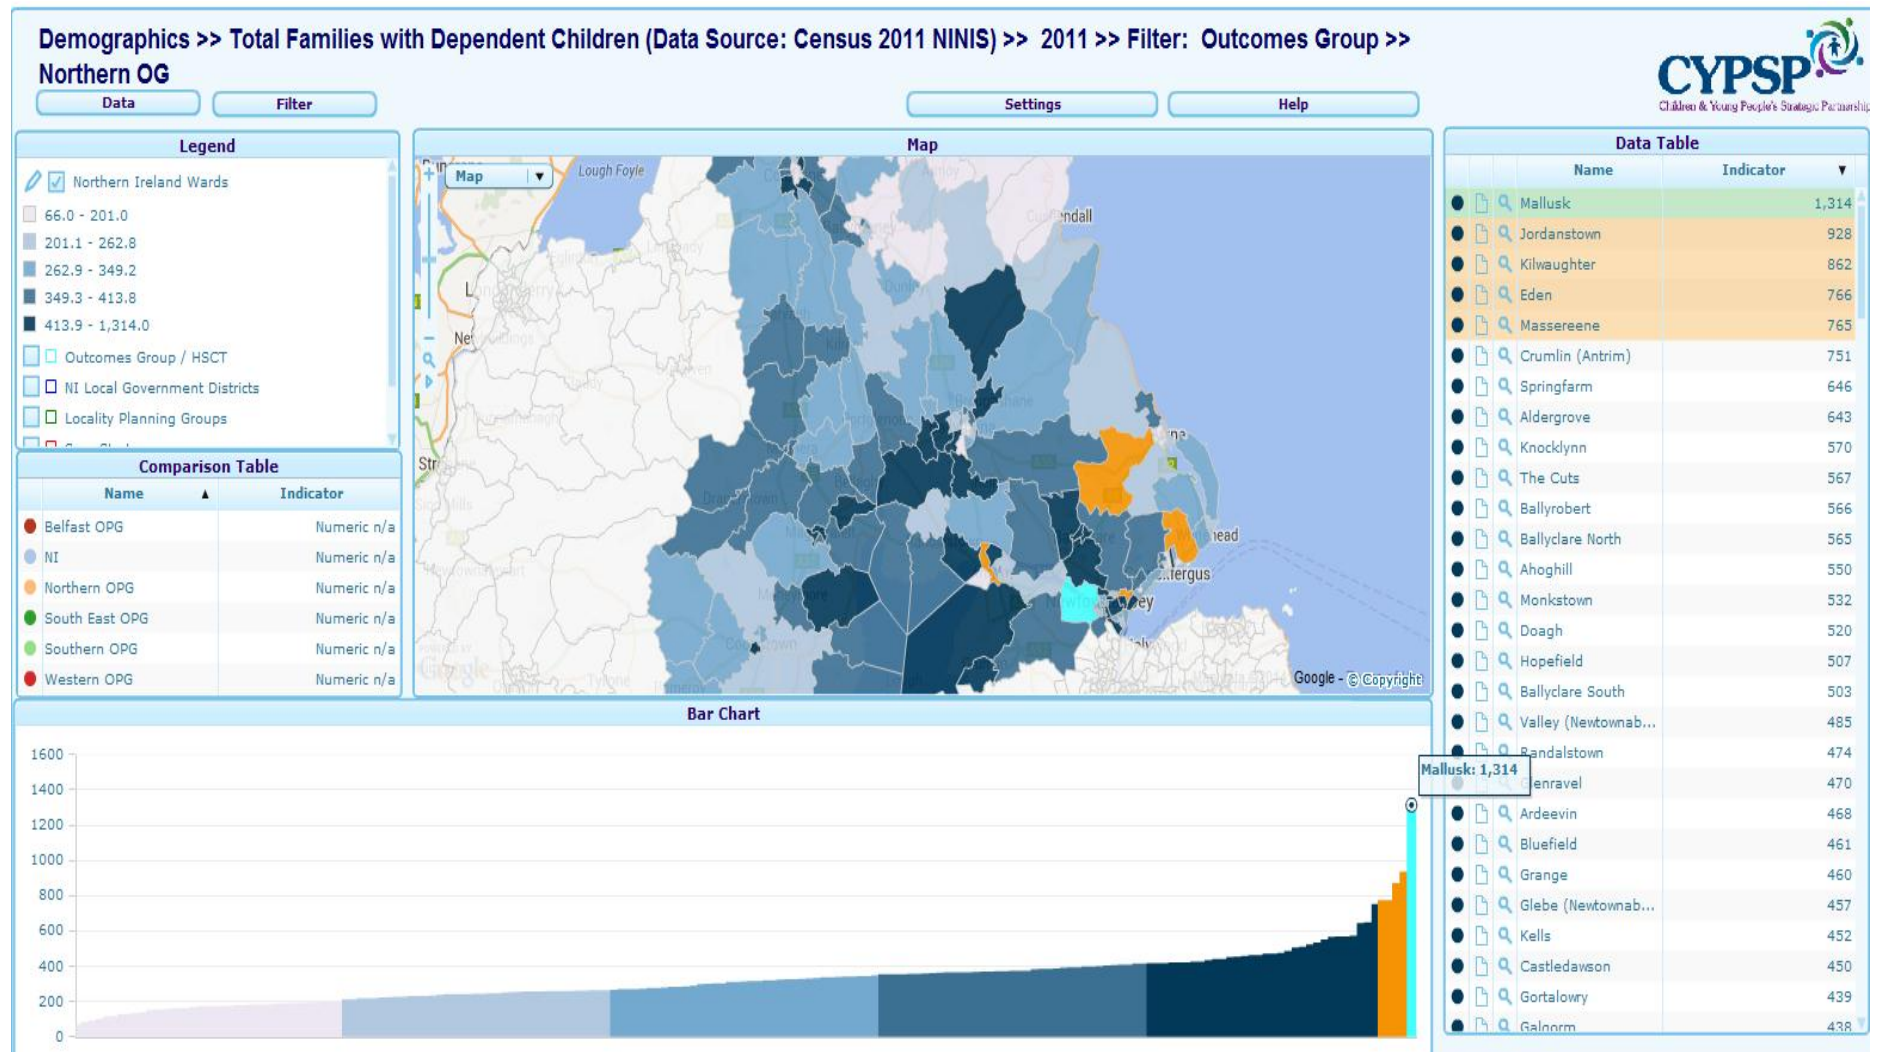 Demographics >> Total Families with Dependent Children (Data Source: Census 2011 NINIS) >> 2011 >> Filter: Outcomes Group >>
Northern OG
Data
Filter
Settings
Help
CYPSP
Children & Young People's Strategic Partnership
Legend
Northern Ireland Wards
66.0 - 201.0
201.1 - 262.8
262.9 - 349.2
349.3 - 413.8
413.9 - 1,314.0
Outcomes Group / HSCT
NI Local Government Districts
Locality Planning Groups
Comparison Table
Name ▲ Indicator
Belfast OPG Numeric n/a
NI Numeric n/a
Northern OPG Numeric n/a
South East OPG Numeric n/a
Southern OPG Numeric n/a
Western OPG Numeric n/a
Map
Map ▼
Lough Foyle
Google - © Copyright
Data Table
Name Indicator ▼
Mallusk 1,314
Jordanstown 928
Kilwaughter 862
Eden 766
Massereene 765
Crumlin (Antrim) 751
Springfarm 646
Aldergrove 643
Knocklynn 570
The Cuts 567
Ballyrobert 566
Ballyclare North 565
Ahoghill 550
Monkstown 532
Doagh 520
Hopefield 507
Ballyclare South 503
Valley (Newtownab... 485
Randalstown 474
Glenravel 470
Ardeevin 468
Bluefield 461
Grange 460
Glebe (Newtownab... 457
Kells 452
Castledawson 450
Gortalowry 439
Galgorm 438
Bar Chart
Mallusk: 1,314
1600
1400
1200
1000
800
600
400
200
0